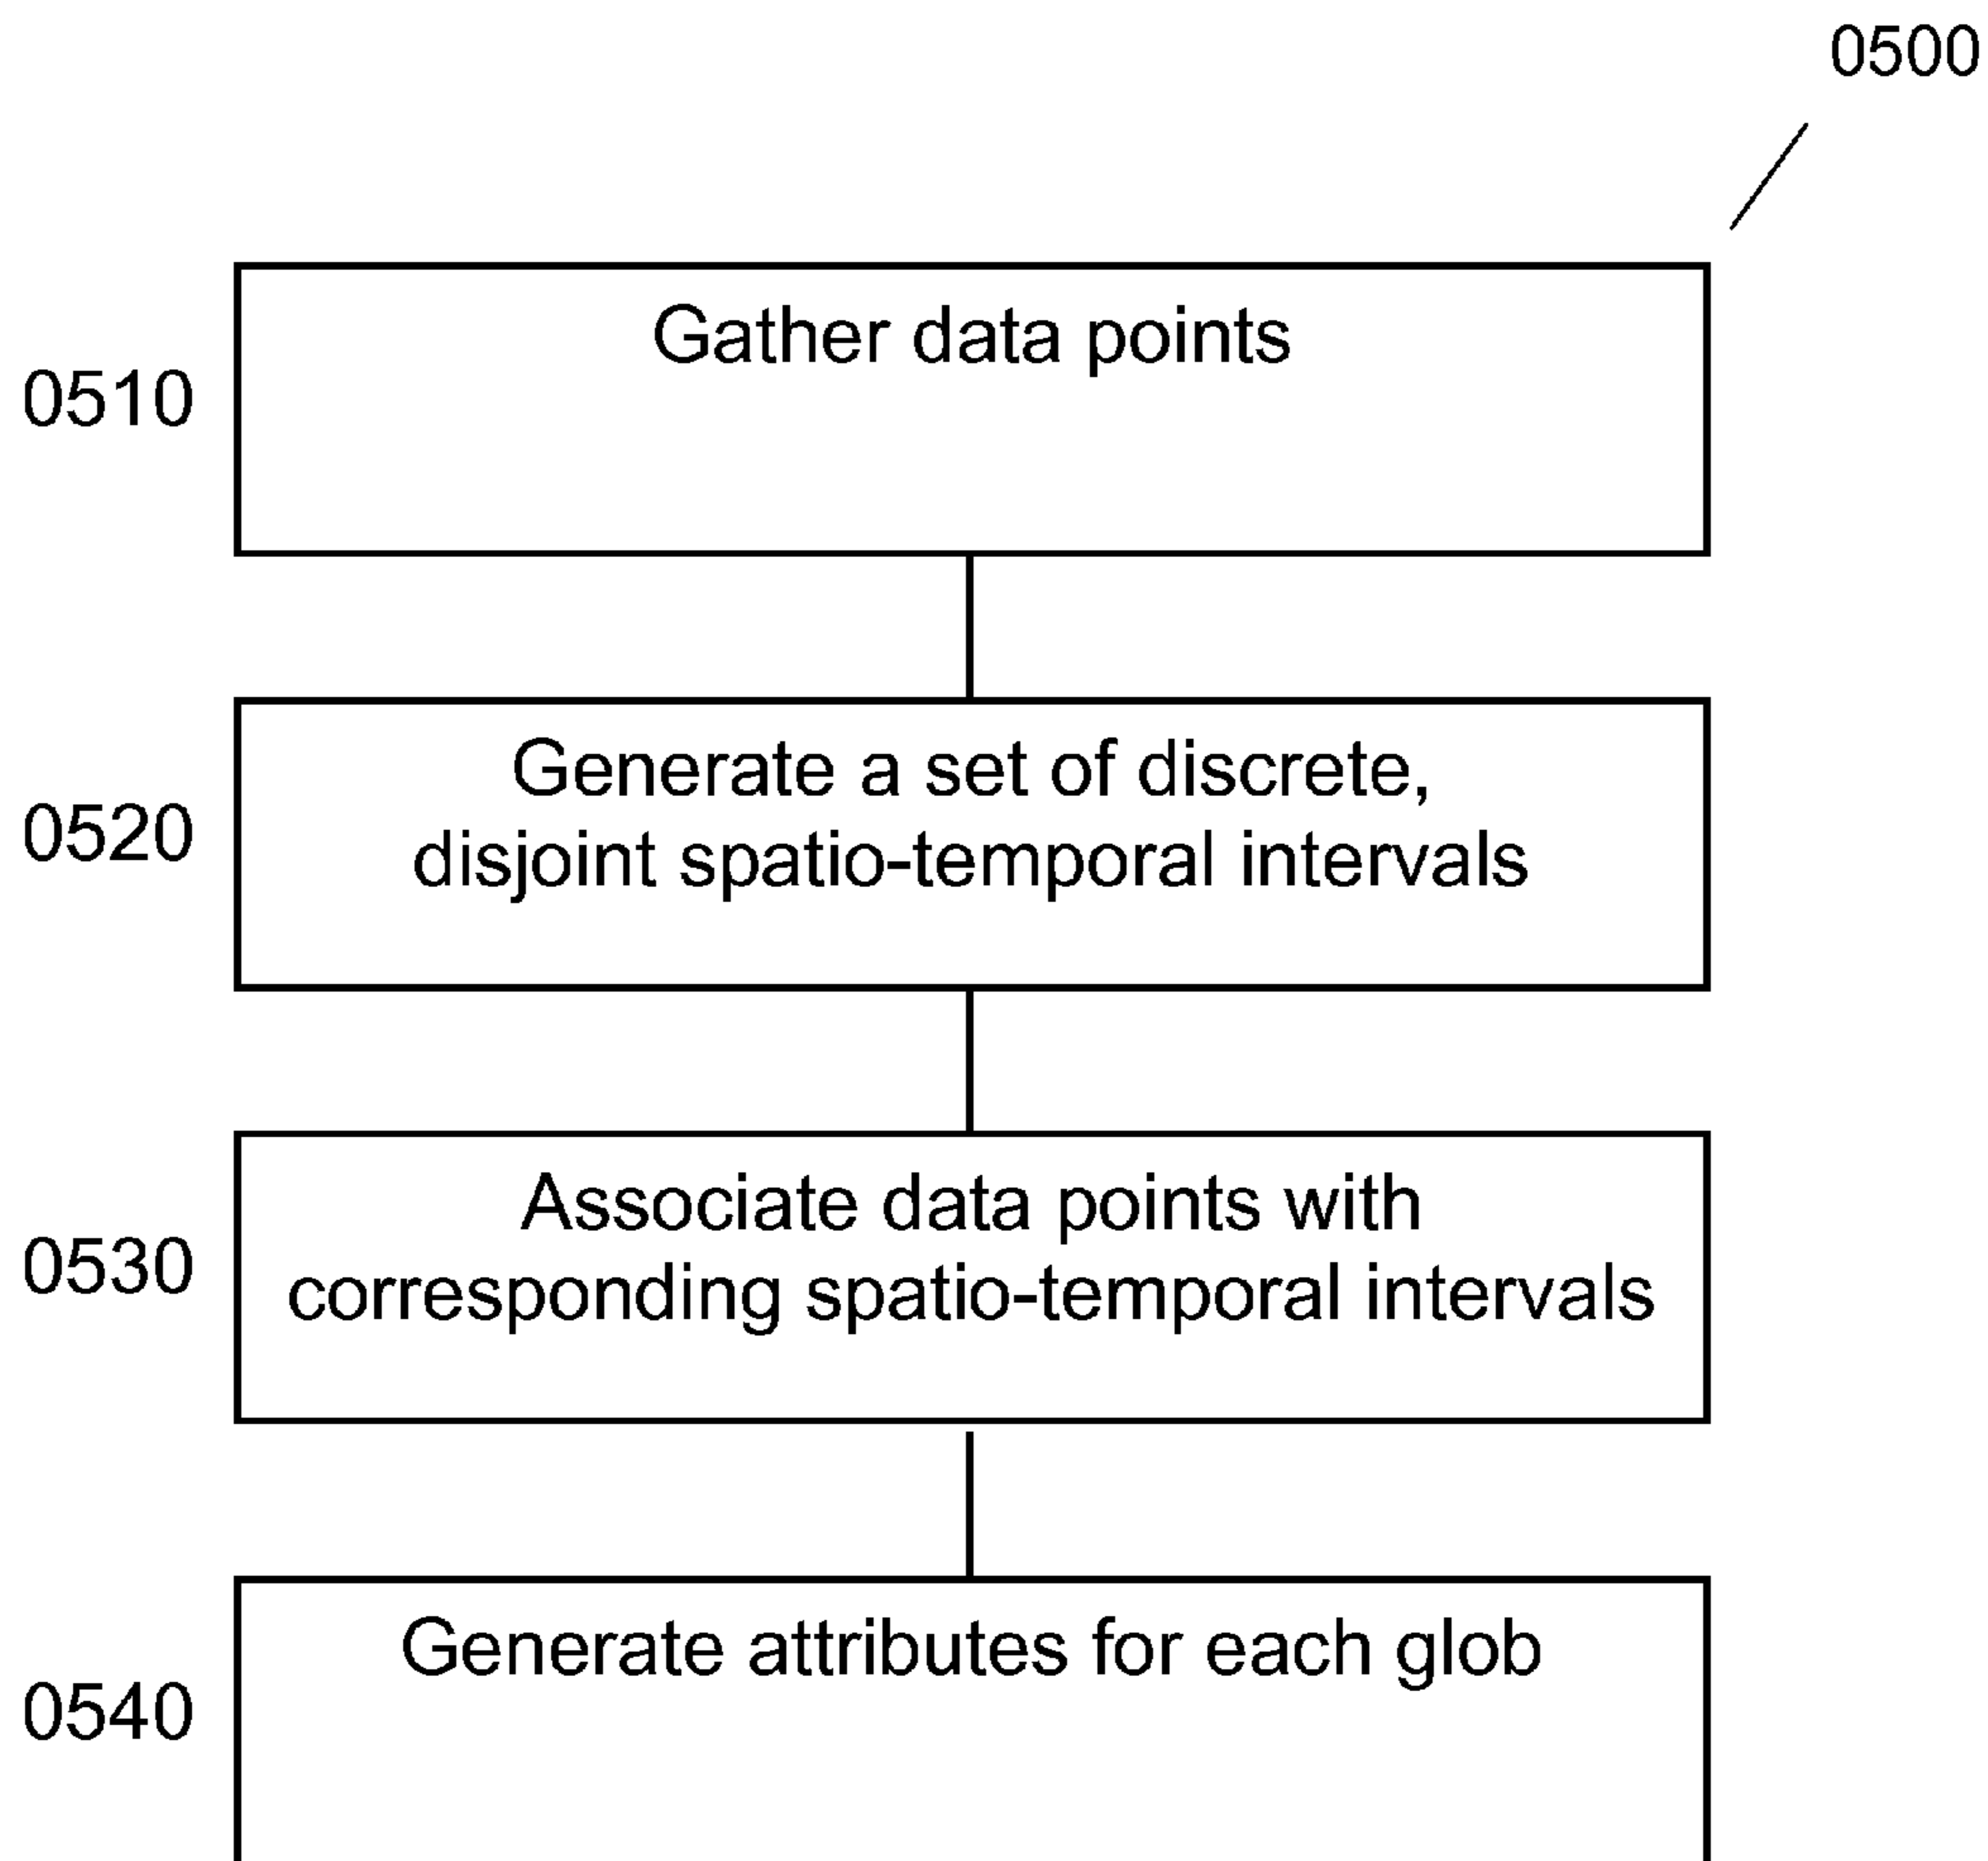 0500
Gather data points
0510
Generate a set of discrete,
disjoint spatio-temporal intervals
0520
Associate data points with
corresponding spatio-temporal intervals
0530
Generate attributes for each glob
0540